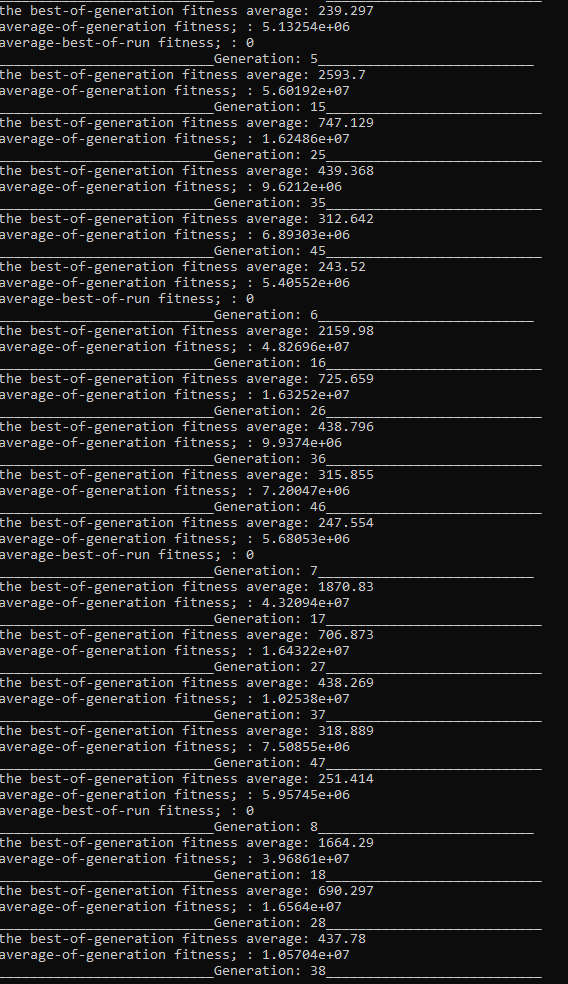 the best-of-generation fitness average: 239.297
average-of-generation fitness; : 5.13254e+06
average-best-of-run fitness; : 0
___________________________Generation: 5___________________________
the best-of-generation fitness average: 2593.7
average-of-generation fitness; : 5.60192e+07
___________________________Generation: 15___________________________
the best-of-generation fitness average: 747.129
average-of-generation fitness; : 1.62486e+07
___________________________Generation: 25___________________________
the best-of-generation fitness average: 439.368
average-of-generation fitness; : 9.6212e+06
___________________________Generation: 35___________________________
the best-of-generation fitness average: 312.642
average-of-generation fitness; : 6.89303e+06
___________________________Generation: 45___________________________
the best-of-generation fitness average: 243.52
average-of-generation fitness; : 5.40552e+06
average-best-of-run fitness; : 0
___________________________Generation: 6___________________________
the best-of-generation fitness average: 2159.98
average-of-generation fitness; : 4.82696e+07
___________________________Generation: 16___________________________
the best-of-generation fitness average: 725.659
average-of-generation fitness; : 1.63252e+07
___________________________Generation: 26___________________________
the best-of-generation fitness average: 438.796
average-of-generation fitness; : 9.9374e+06
___________________________Generation: 36___________________________
the best-of-generation fitness average: 315.855
average-of-generation fitness; : 7.20047e+06
___________________________Generation: 46___________________________
the best-of-generation fitness average: 247.554
average-of-generation fitness; : 5.68053e+06
average-best-of-run fitness; : 0
___________________________Generation: 7___________________________
the best-of-generation fitness average: 1870.83
average-of-generation fitness; : 4.32094e+07
___________________________Generation: 17___________________________
the best-of-generation fitness average: 706.873
average-of-generation fitness; : 1.64322e+07
___________________________Generation: 27___________________________
the best-of-generation fitness average: 438.269
average-of-generation fitness; : 1.02538e+07
___________________________Generation: 37___________________________
the best-of-generation fitness average: 318.889
average-of-generation fitness; : 7.50855e+06
___________________________Generation: 47___________________________
the best-of-generation fitness average: 251.414
average-of-generation fitness; : 5.95745e+06
average-best-of-run fitness; : 0
___________________________Generation: 8___________________________
the best-of-generation fitness average: 1664.29
average-of-generation fitness; : 3.96861e+07
___________________________Generation: 18___________________________
the best-of-generation fitness average: 690.297
average-of-generation fitness; : 1.6564e+07
___________________________Generation: 28___________________________
the best-of-generation fitness average: 437.78
average-of-generation fitness; : 1.05704e+07
___________________________Generation: 38___________________________